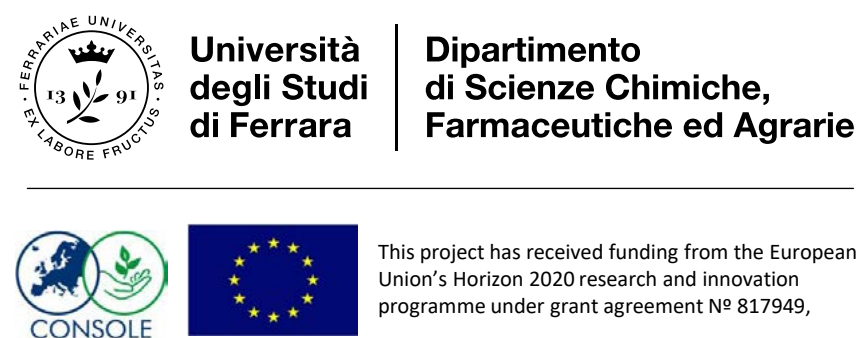 FERRARIAE UNIVERSITAS
EX LABORE FRUCTUS
13 91
Università
degli Studi
di Ferrara
Dipartimento
di Scienze Chimiche,
Farmaceutiche ed Agrarie
CONSOLE
This project has received funding from the European
Union's Horizon 2020 research and innovation
programme under grant agreement Nº 817949,